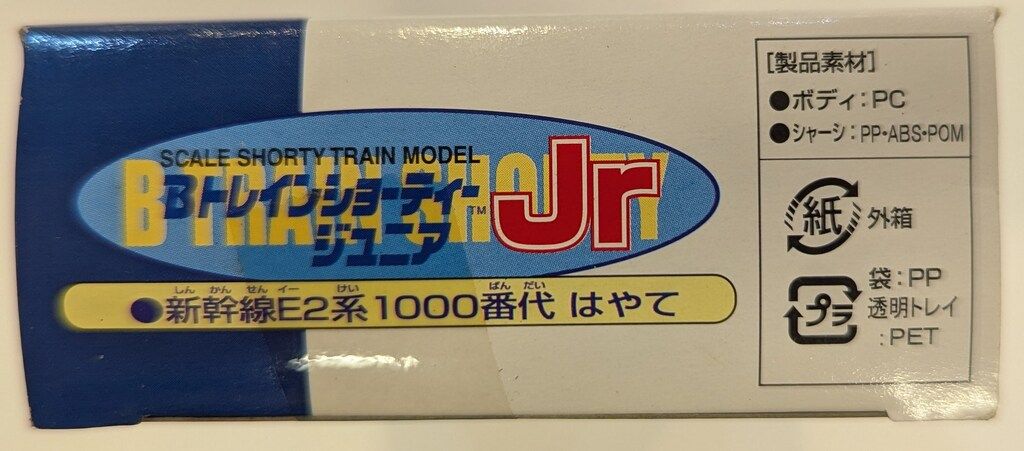 SCALE SHORTY TRAIN MODEL
B TRAIN SHORTY
Bトレインショーティー™
ジュニア
Jr
しん かん せん イー けい ばん だい
●新幹線E2系1000番代 はやて
[製品素材]
●ボディ:PC
●シャーシ:PP・ABS・POM
紙 外箱
プラ
袋:PP
透明トレイ
:PET